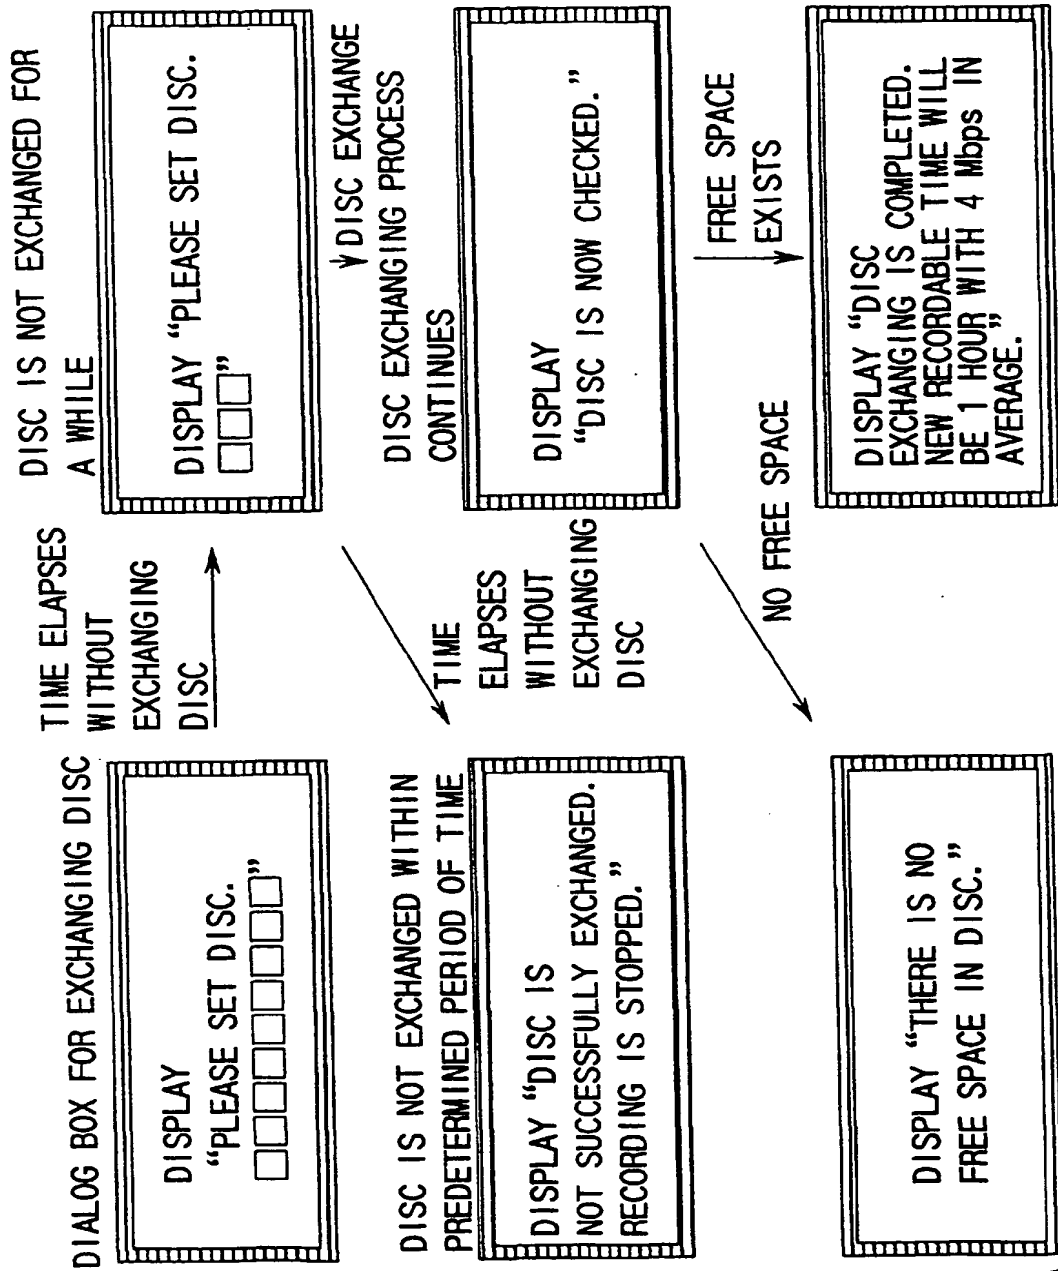 DIALOG BOX FOR EXCHANGING DISC
DISPLAY
“PLEASE SET DISC.
□□□□□□□□”
TIME ELAPSES
WITHOUT
EXCHANGING
DISC
DISC IS NOT EXCHANGED FOR
A WHILE
DISPLAY “PLEASE SET DISC.
□□□”
DISC EXCHANGE
DISC IS NOT EXCHANGED WITHIN
PREDETERMINED PERIOD OF TIME
DISPLAY “DISC IS
NOT SUCCESSFULLY EXCHANGED.
RECORDING IS STOPPED.”
TIME
ELAPSES
WITHOUT
EXCHANGING
DISC
DISC EXCHANGING PROCESS
CONTINUES
DISPLAY
“DISC IS NOW CHECKED.”
NO FREE SPACE
FREE SPACE
EXISTS
DISPLAY “THERE IS NO
FREE SPACE IN DISC.”
DISPLAY “DISC
EXCHANGING IS COMPLETED.
NEW RECORDABLE TIME WILL
BE 1 HOUR WITH 4 Mbps IN
AVERAGE.”